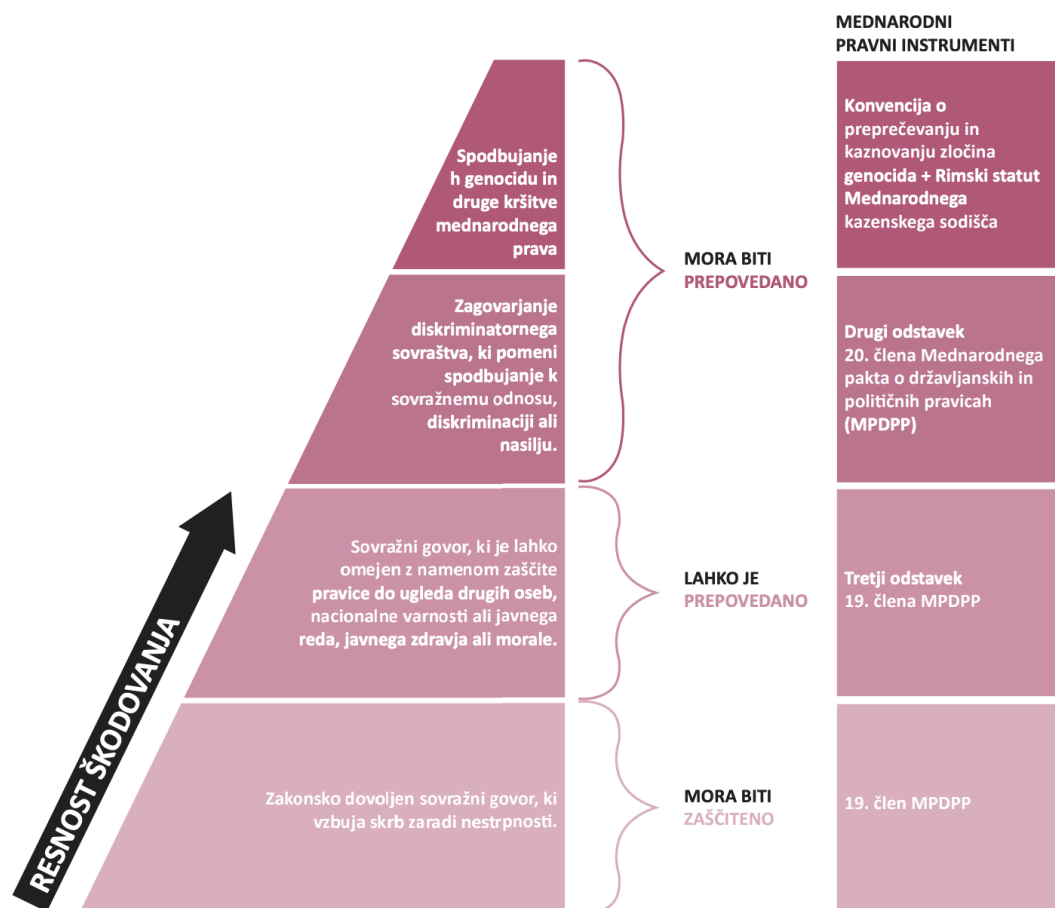 MEDNARODNI
PRAVNI INSTRUMENTI
Spodbujanje
h genocidu in
druge kršitve
mednarodnega
prava
MORA BITI
PREPOVEDANO
Konvencija o
preprečevanju in
kaznovanju zločina
genocida + Rimski statut
Mednarodnega
kazenskega sodišča
Zagovarjanje
diskriminatornega
sovraštva, ki pomeni
spodbujanje k
sovražnemu odnosu,
diskriminaciji ali
nasilju.
Drugi odstavek
20. člena Mednarodnega
pakta o državljanskih in
političnih pravicah
(MPDPP)
Sovražni govor, ki je lahko
omejen z namenom zaščite
pravice do ugleda drugih oseb,
nacionalne varnosti ali javnega
reda, javnega zdravja ali morale.
LAHKO JE
PREPOVEDANO
Tretji odstavek
19. člena MPDPP
Zakonsko dovoljen sovražni govor, ki
vzbuja skrb zaradi nestrpnosti.
MORA BITI
ZAŠČITENO
19. člen MPDPP
RESNOST ŠKODOVANJA